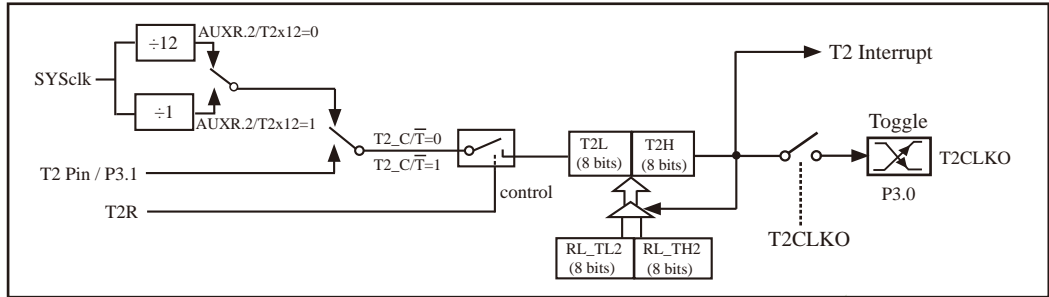 ÷12
AUXR.2/T2x12=0
SYSclk
÷1
AUXR.2/T2x12=1
T2 Pin / P3.1
T2R
T2_C/T̅=0
T2_C/T̅=1
control
T2L
(8 bits)
T2H
(8 bits)
RL_TL2
(8 bits)
RL_TH2
(8 bits)
T2 Interrupt
Toggle
T2CLKO
P3.0
T2CLKO